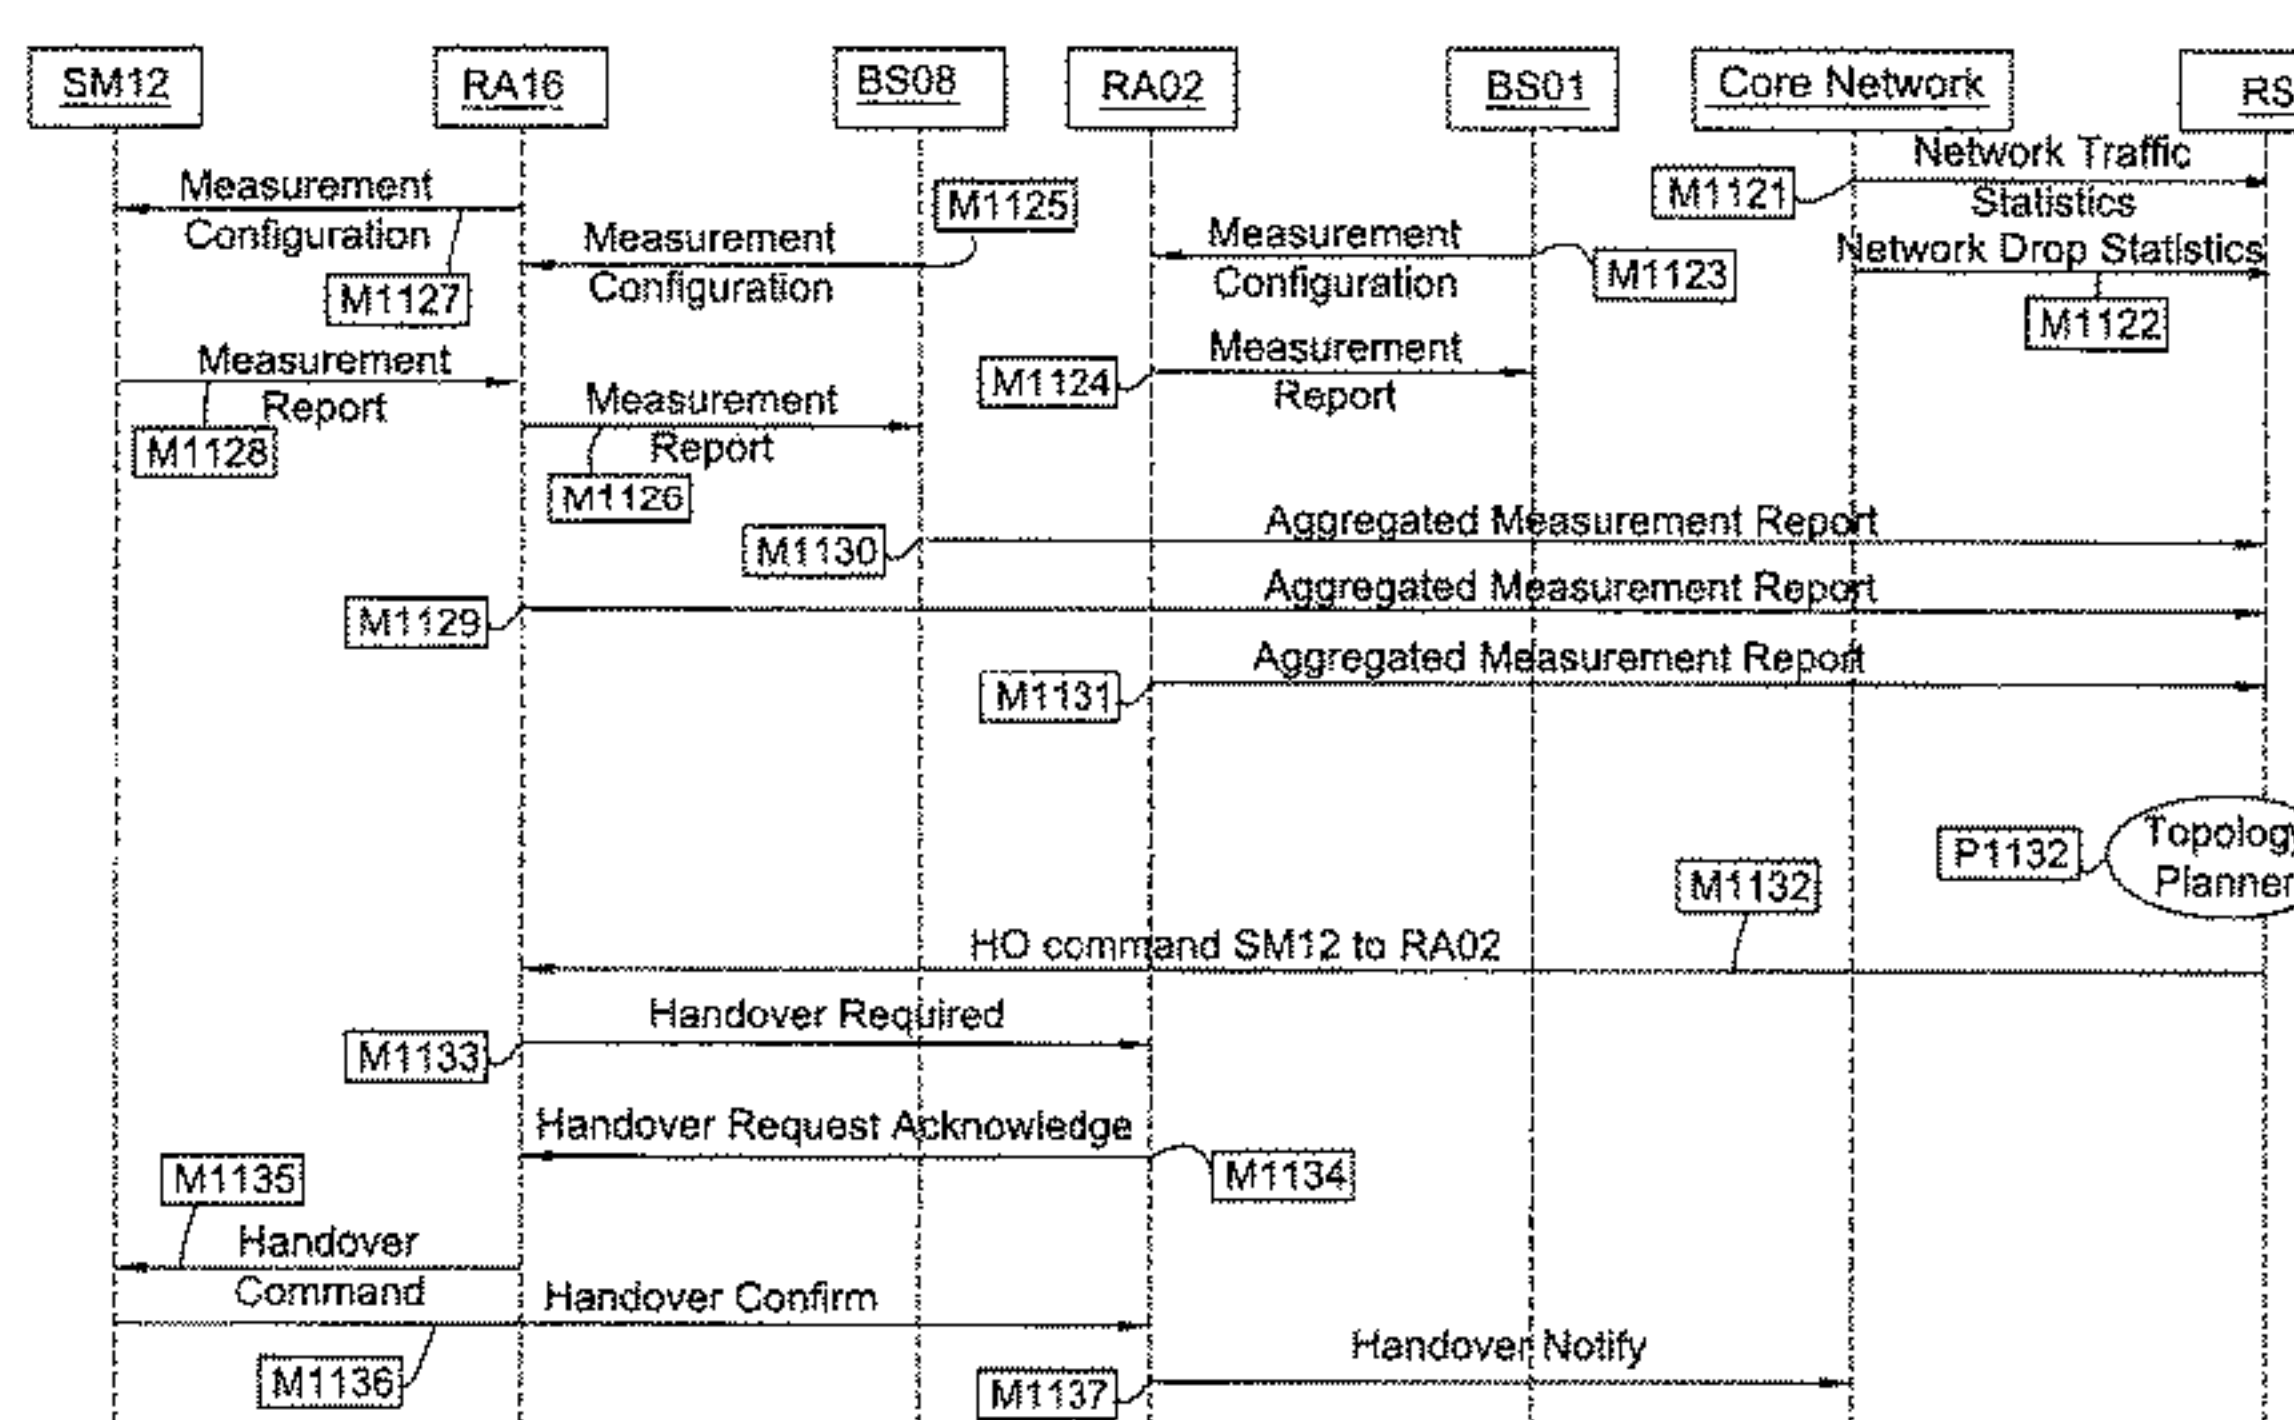 SM12
RA16
BS08
RA02
BS01
Core Network
RS
Network Traffic
Statistics
M1121
Measurement
Configuration
M1127
M1125
Measurement
Configuration
Measurement
Configuration
M1123
Network Drop Statistics
M1122
Measurement
Report
M1128
Measurement
Report
M1126
M1124
Measurement
Report
M1130
Aggregated Measurement Report
M1129
Aggregated Measurement Report
M1131
Aggregated Measurement Report
P1132
Topology
Planner
M1132
HO command SM12 to RA02
Handover Required
M1133
Handover Request Acknowledge
M1134
M1135
Handover
Command
Handover Confirm
M1136
Handover Notify
M1137